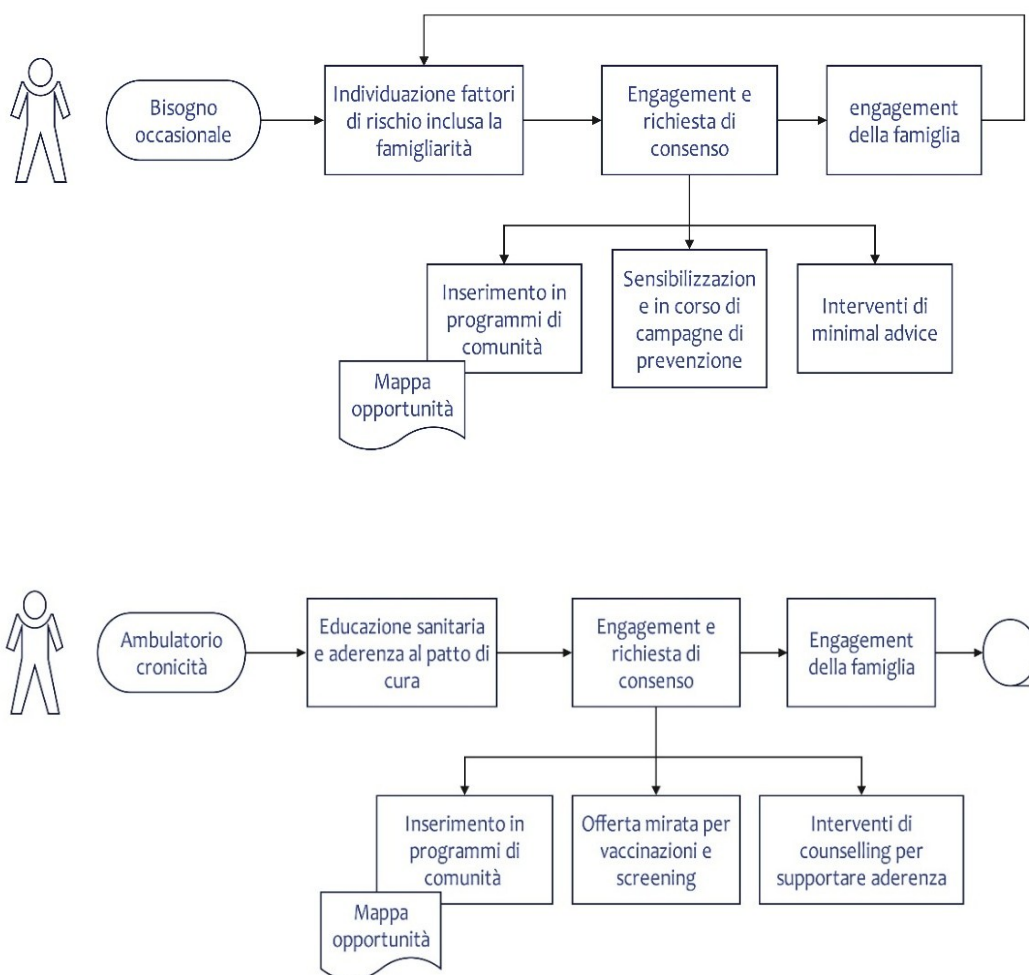 Bisogno
occasionale
Individuazione fattori
di rischio inclusa la
famigliarità
Engagement e
richiesta di
consenso
engagement
della famiglia
Inserimento in
programmi di
comunità
Mappa
opportunità
Sensibilizzazion
e in corso di
campagne di
prevenzione
Interventi di
minimal advice
Ambulatorio
cronicità
Educazione sanitaria
e aderenza al patto di
cura
Engagement e
richiesta di
consenso
Engagement
della famiglia
Inserimento in
programmi di
comunità
Mappa
opportunità
Offerta mirata per
vaccinazioni e
screening
Interventi di
counselling per
supportare aderenza